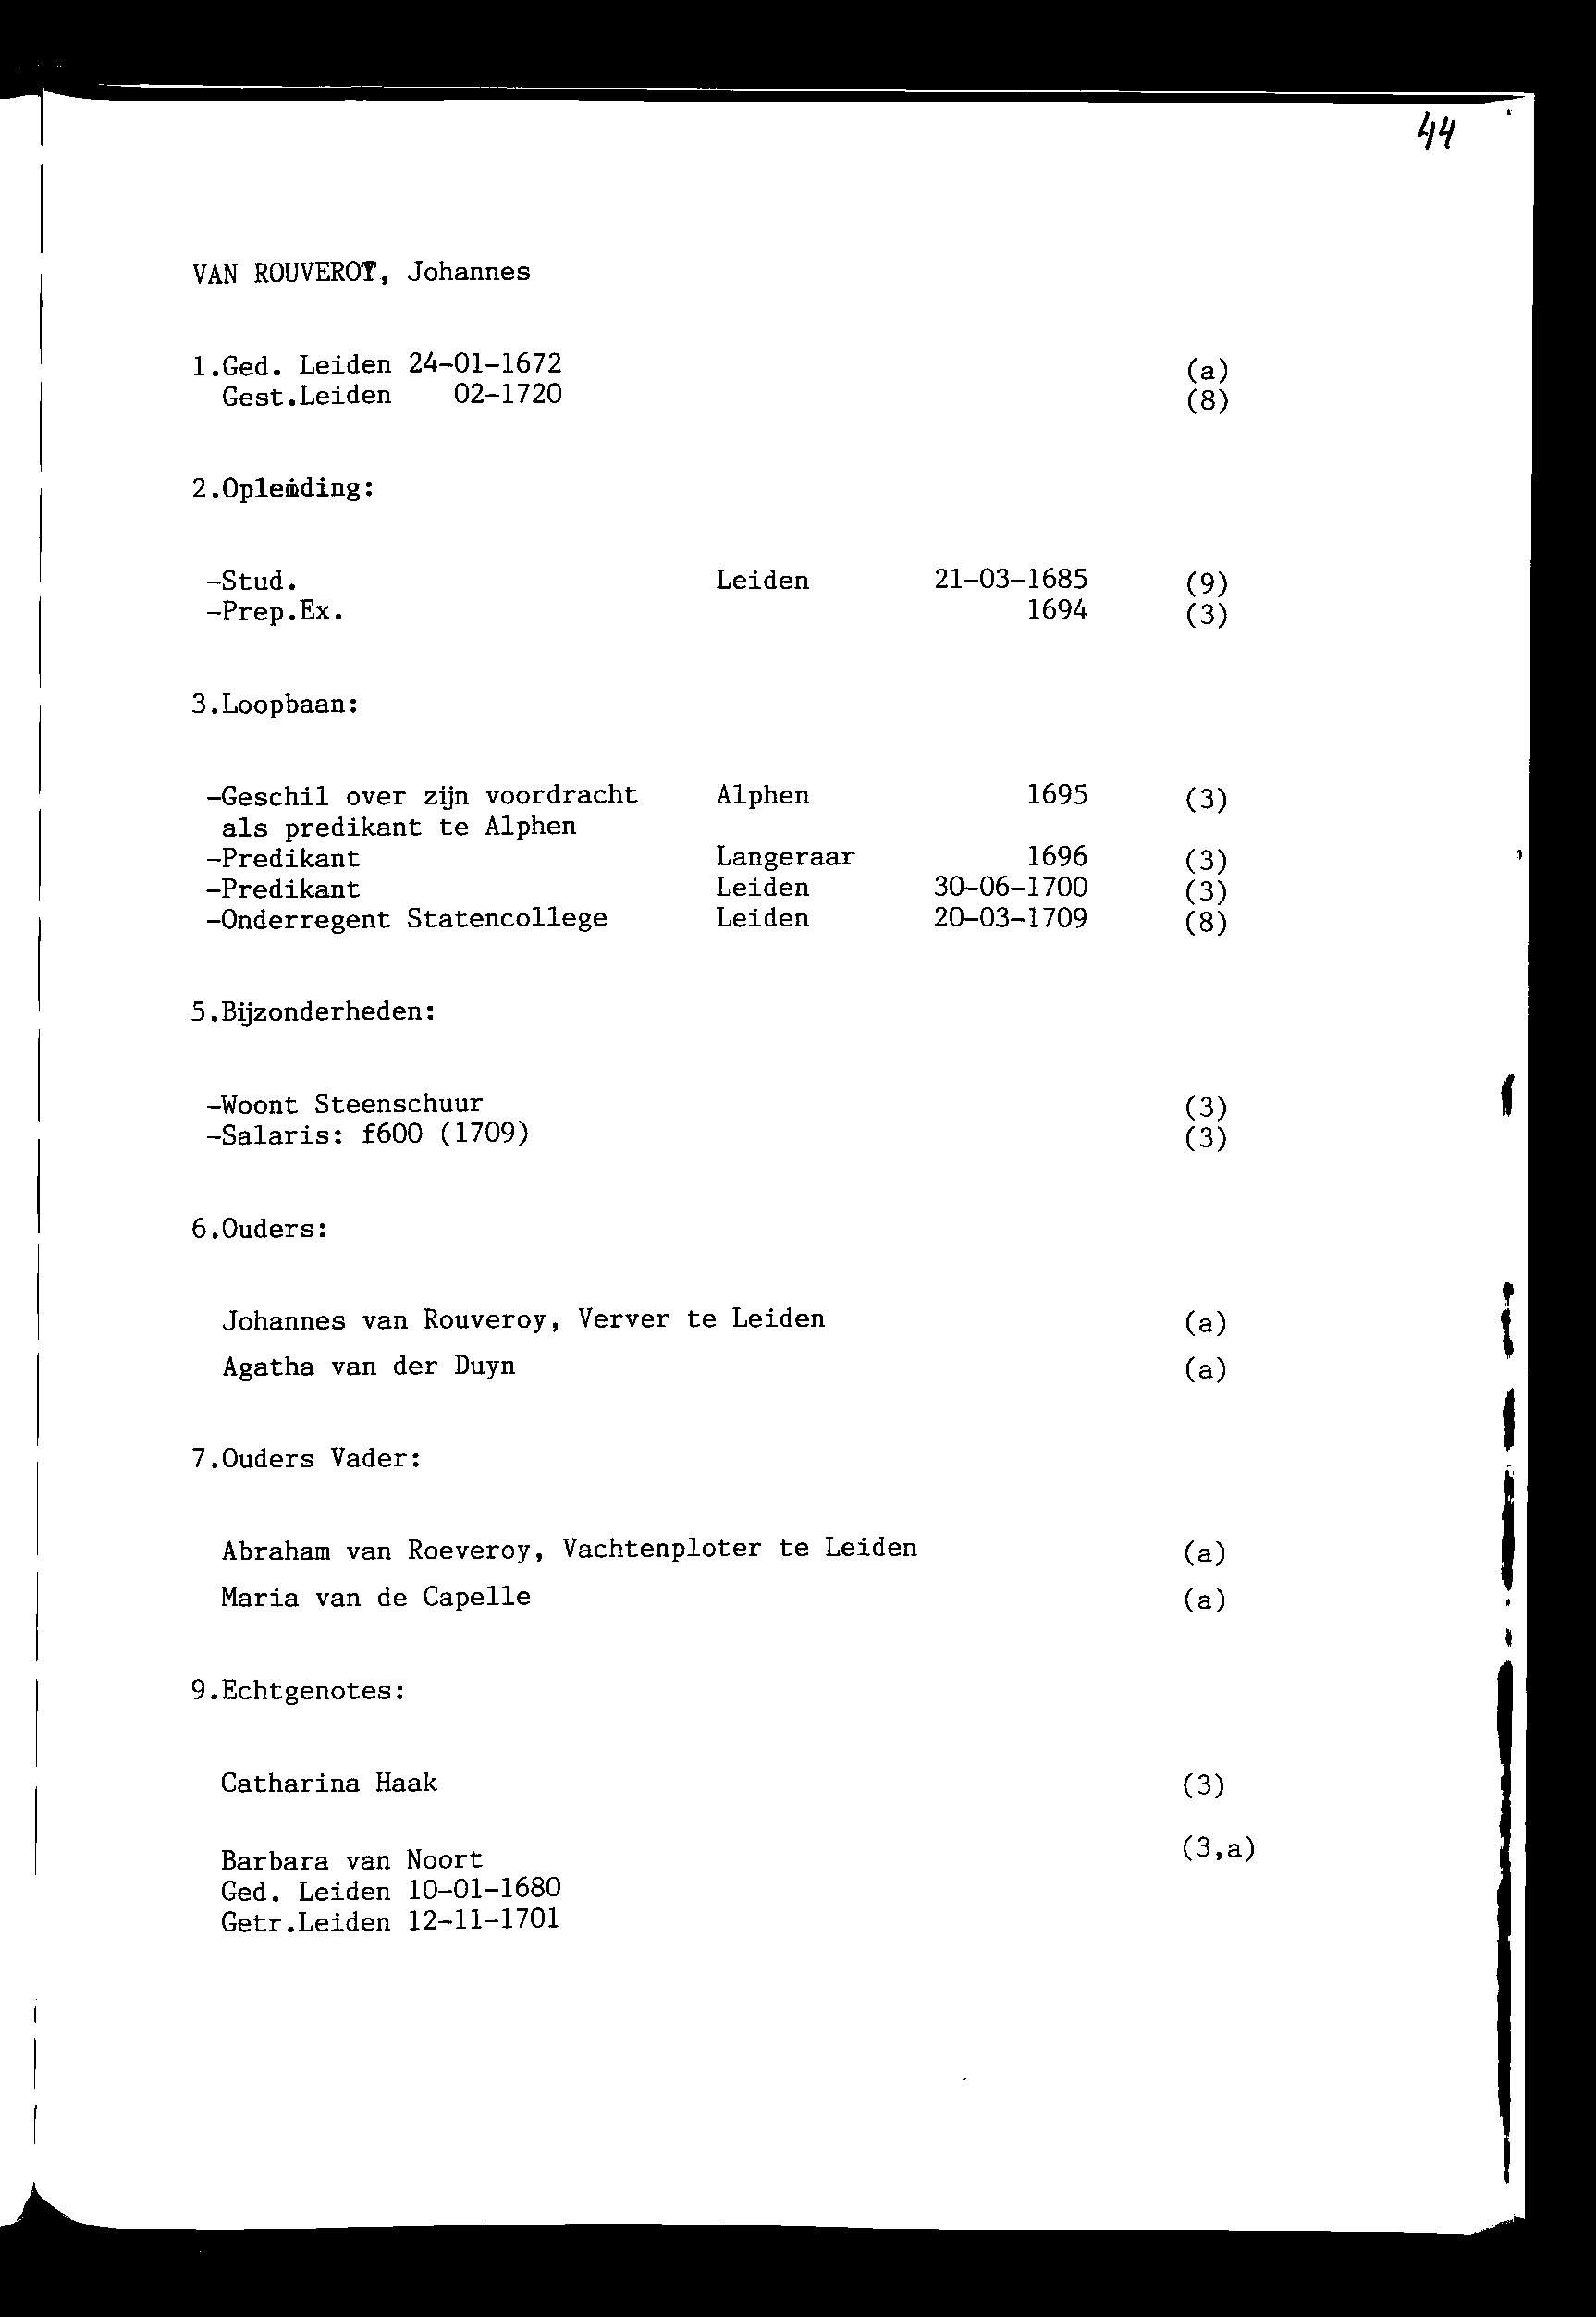 44
VAN ROUVEROY, Johannes
1.Ged. Leiden 24-01-1672 (a)
Gest.Leiden 02-1720 (8)
2.Opleiding:
-Stud. Leiden 21-03-1685 (9)
-Prep.Ex. 1694 (3)
3.Loopbaan:
-Geschil over zijn voordracht Alphen 1695 (3)
als predikant te Alphen
-Predikant Langeraar 1696 (3)
-Predikant Leiden 30-06-1700 (3)
-Onderregent Statencollege Leiden 20-03-1709 (8)
5.Bijzonderheden:
-Woont Steenschuur (3)
-Salaris: f600 (1709) (3)
6.Ouders:
Johannes van Rouveroy, Verver te Leiden (a)
Agatha van der Duyn (a)
7.Ouders Vader:
Abraham van Roeveroy, Vachtenploter te Leiden (a)
Maria van de Capelle (a)
9.Echtgenotes:
Catharina Haak (3)
Barbara van Noort (3,a)
Ged. Leiden 10-01-1680
Getr.Leiden 12-11-1701